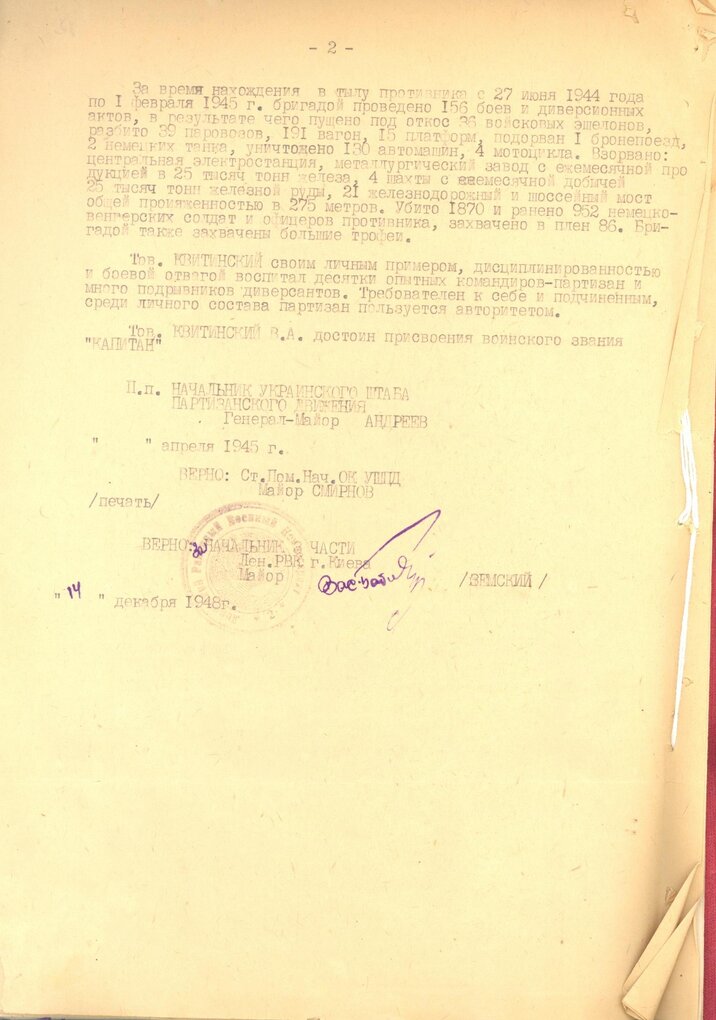 - 2 -
За время нахождения в тылу противника с 27 июня 1944 года
по I февраля 1945 г. бригадой проведено 156 боев и диверсионных
актов, в результате чего пущено под откос 36 войсковых эшелонов,
разбито 39 паровозов, 191 вагон, 15 платформ, подорван I бронепоезд,
2 немецких танка, уничтожено 130 автомашин, 4 мотоцикла. Взорвано:
центральная электростанция, металлургический завод с ежемесячной про
дукцией в 25 тысяч тонн железа, 4 шахты с ежемесячной добычей
25 тысяч тонн железной руды, 21 железнодорожный и шоссейный мост
общей протяженностью в 275 метров. Убито 1870 и ранено 952 немецко-
венгерских солдат и офицеров противника, захвачено в плен 86. Бри-
гадой также захвачены большие трофеи.
Тов. КВИТИНСКИЙ своим личным примером, дисциплинированностью
и боевой отвагой воспитал десятки опытных командиров-партизан и
много подрывников диверсантов. Требователен к себе и подчиненным,
среди личного состава партизан пользуется авторитетом.
Тов. КВИТИНСКИЙ В.А. достоин присвоения воинского звания
"КАПИТАН"
П.п. НАЧАЛЬНИК УКРАИНСКОГО ШТАБА
ПАРТИЗАНСКОГО ДВИЖЕНИЯ
Генерал-Майор АНДРЕЕВ
" " апреля 1945 г.
ВЕРНО: Ст.Пом.Нач.ОК УШПД
Майор СМИРНОВ
/печать/
ВЕРНО: НАЧАЛЬНИК ЧАСТИ
Лен.РВК г.Киева
Майор /ЗЕМСКИЙ/
"14" декабря 1948г.